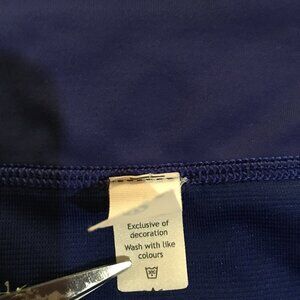 Exclusive of
decoration
Wash with like
colours